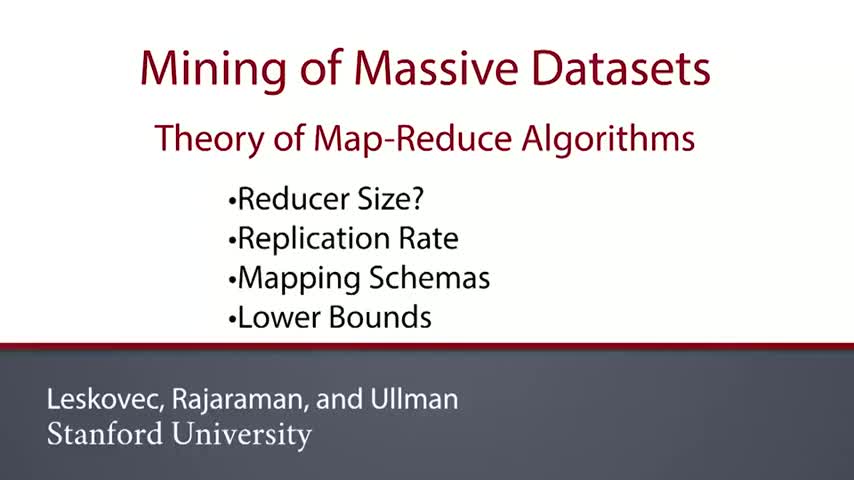 Mining of Massive Datasets
Theory of Map-Reduce Algorithms
•Reducer Size?
•Replication Rate
•Mapping Schemas
•Lower Bounds
Leskovec, Rajaraman, and Ullman
Stanford University